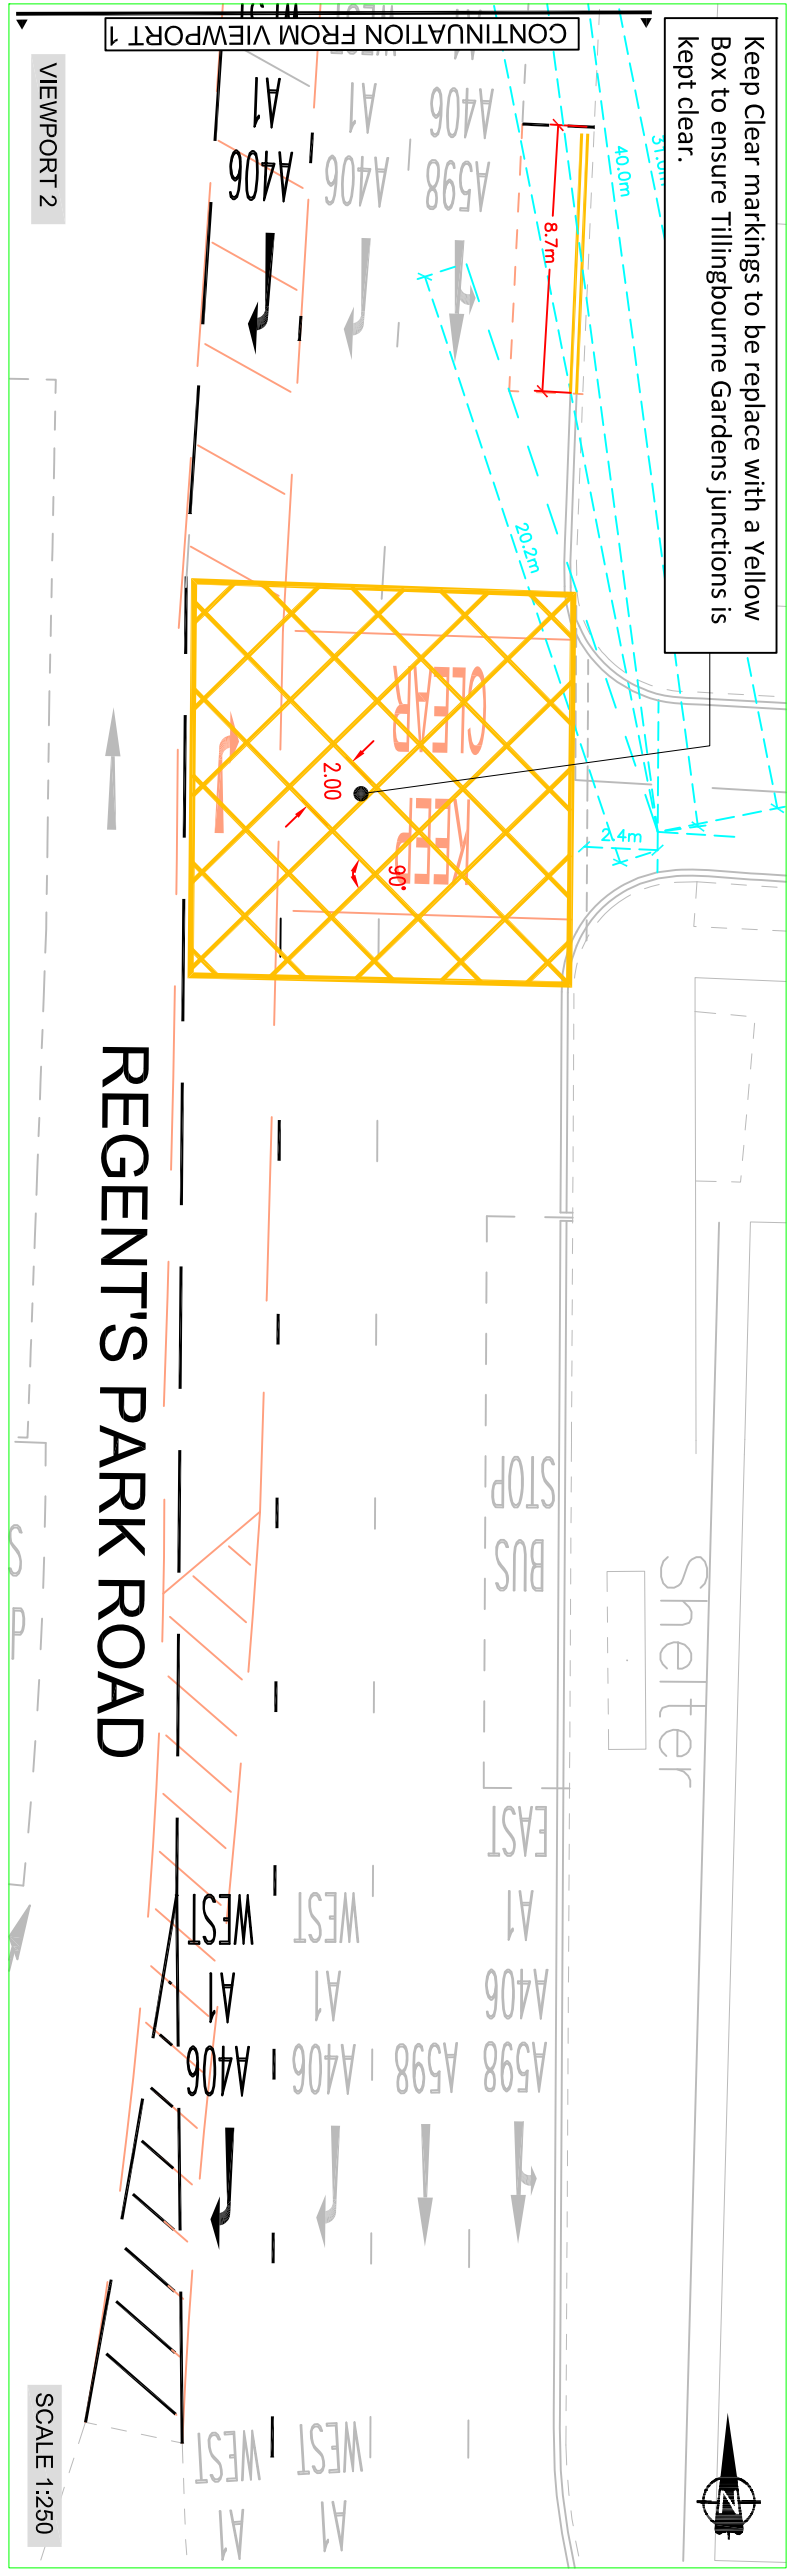 Keep Clear markings to be replace with a Yellow
Box to ensure Tillingbourne Gardens junctions is
kept clear.
CONTINUATION FROM VIEWPORT 1
VIEWPORT 2
A1
A406
A1
A406
A406
A598
8.7m
40.0m
20.2m
2.4m
KEEP
CLEAR
2.00
90°
REGENT'S PARK ROAD
BUS
STOP
Shelter
S
P
EAST
A1
A406
A598
A598
WEST
A1
A406
WEST
A1
A406
WEST
A1
WEST
A1
N
SCALE 1:250